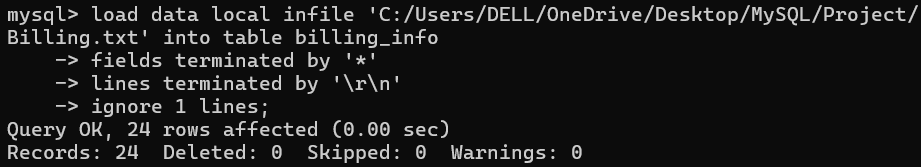 mysql> load data local infile 'C:/Users/DELL/OneDrive/Desktop/MySQL/Project/
Billing.txt' into table billing_info
    -> fields terminated by '*'
    -> lines terminated by '\r\n'
    -> ignore 1 lines;
Query OK, 24 rows affected (0.00 sec)
Records: 24  Deleted: 0  Skipped: 0  Warnings: 0